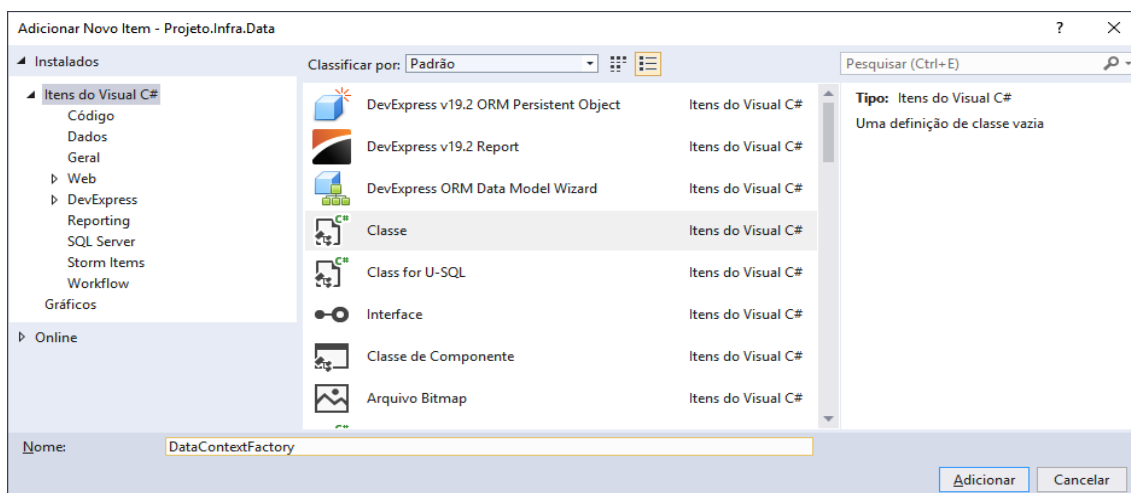 Adicionar Novo Item - Projeto.Infra.Data
?
Instalados
Classificar por: Padrão
Pesquisar (Ctrl+E)
Itens do Visual C#
Código
Dados
Geral
Web
DevExpress
Reporting
SQL Server
Storm Items
Workflow
Gráficos
Online
DevExpress v19.2 ORM Persistent Object Itens do Visual C#
DevExpress v19.2 Report Itens do Visual C#
DevExpress ORM Data Model Wizard Itens do Visual C#
C# Classe Itens do Visual C#
C# Class for U-SQL Itens do Visual C#
Interface Itens do Visual C#
Classe de Componente Itens do Visual C#
Arquivo Bitmap Itens do Visual C#
Tipo: Itens do Visual C#
Uma definição de classe vazia
Nome: DataContextFactory
Adicionar Cancelar